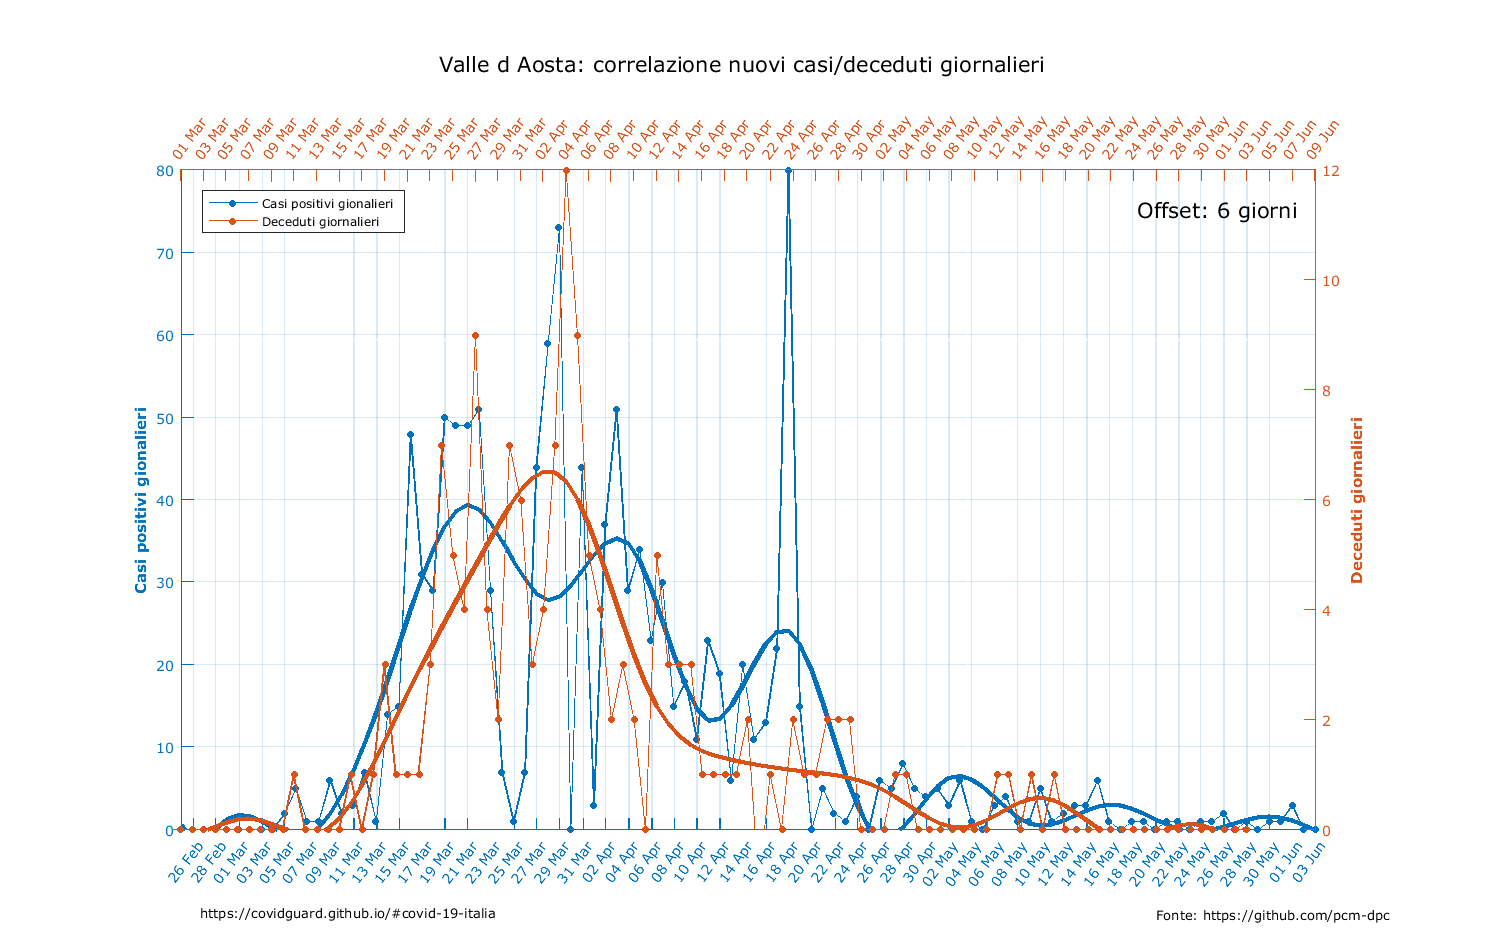 Valle d Aosta: correlazione nuovi casi/deceduti giornalieri
01 Mar 03 Mar 05 Mar 07 Mar 09 Mar 11 Mar 13 Mar 15 Mar 17 Mar 19 Mar 21 Mar 23 Mar 25 Mar 27 Mar 29 Mar 31 Mar 02 Apr 04 Apr 06 Apr 08 Apr 10 Apr 12 Apr 14 Apr 16 Apr 18 Apr 20 Apr 22 Apr 24 Apr 26 Apr 28 Apr 30 Apr 02 May 04 May 06 May 08 May 10 May 12 May 14 May 16 May 18 May 20 May 22 May 24 May 26 May 28 May 30 May 01 Jun 03 Jun 05 Jun 07 Jun 09 Jun
Casi positivi gionalieri
Deceduti giornalieri
Offset: 6 giorni
80
70
60
50
40
30
20
10
0
Casi positivi gionalieri
12
10
8
6
4
2
0
Deceduti giornalieri
26 Feb 28 Feb 01 Mar 03 Mar 05 Mar 07 Mar 09 Mar 11 Mar 13 Mar 15 Mar 17 Mar 19 Mar 21 Mar 23 Mar 25 Mar 27 Mar 29 Mar 31 Mar 02 Apr 04 Apr 06 Apr 08 Apr 10 Apr 12 Apr 14 Apr 16 Apr 18 Apr 20 Apr 22 Apr 24 Apr 26 Apr 28 Apr 30 Apr 02 May 04 May 06 May 08 May 10 May 12 May 14 May 16 May 18 May 20 May 22 May 24 May 26 May 28 May 30 May 01 Jun 03 Jun
https://covidguard.github.io/#covid-19-italia
Fonte: https://github.com/pcm-dpc